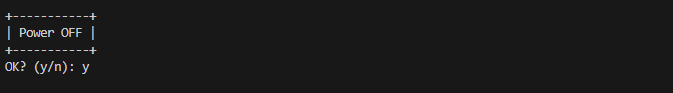 +-----------+
| Power OFF |
+-----------+
OK? (y/n): y